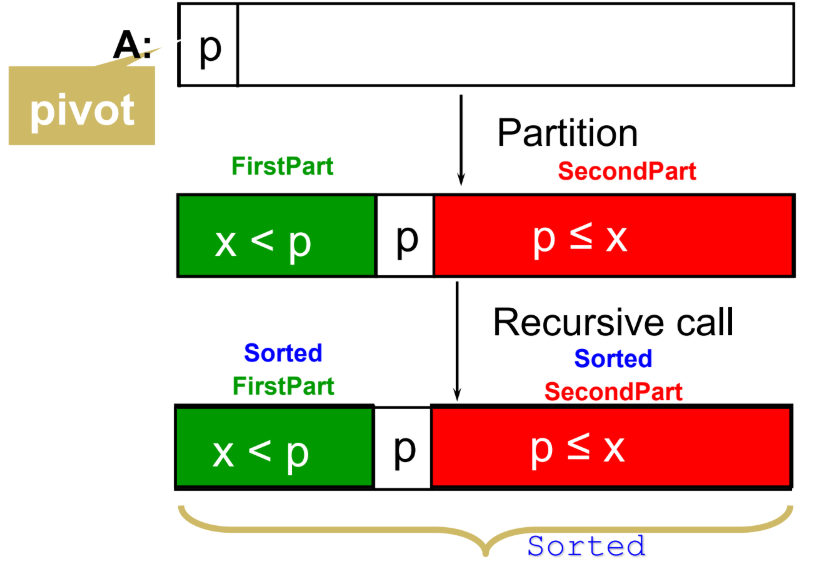 A: p
pivot
Partition
FirstPart SecondPart
x < p p p ≤ x
Recursive call
Sorted Sorted
FirstPart SecondPart
x < p p p ≤ x
Sorted